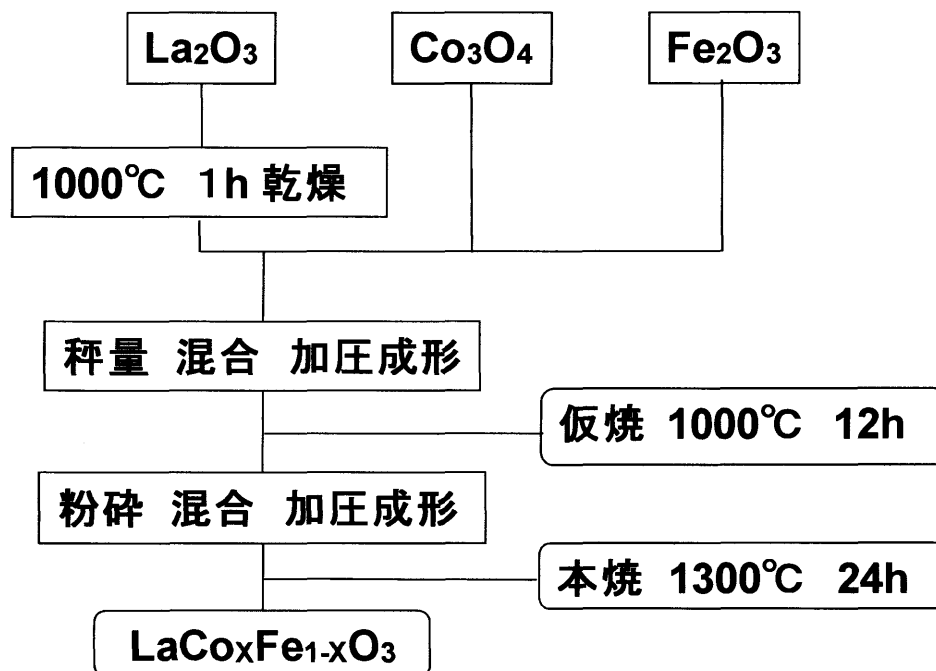 La₂O₃ Co₃O₄ Fe₂O₃
1000℃ 1h 乾燥
秤量 混合 加圧成形
仮焼 1000℃ 12h
粉砕 混合 加圧成形
本焼 1300℃ 24h
LaCoₓFe₁₋ₓO₃